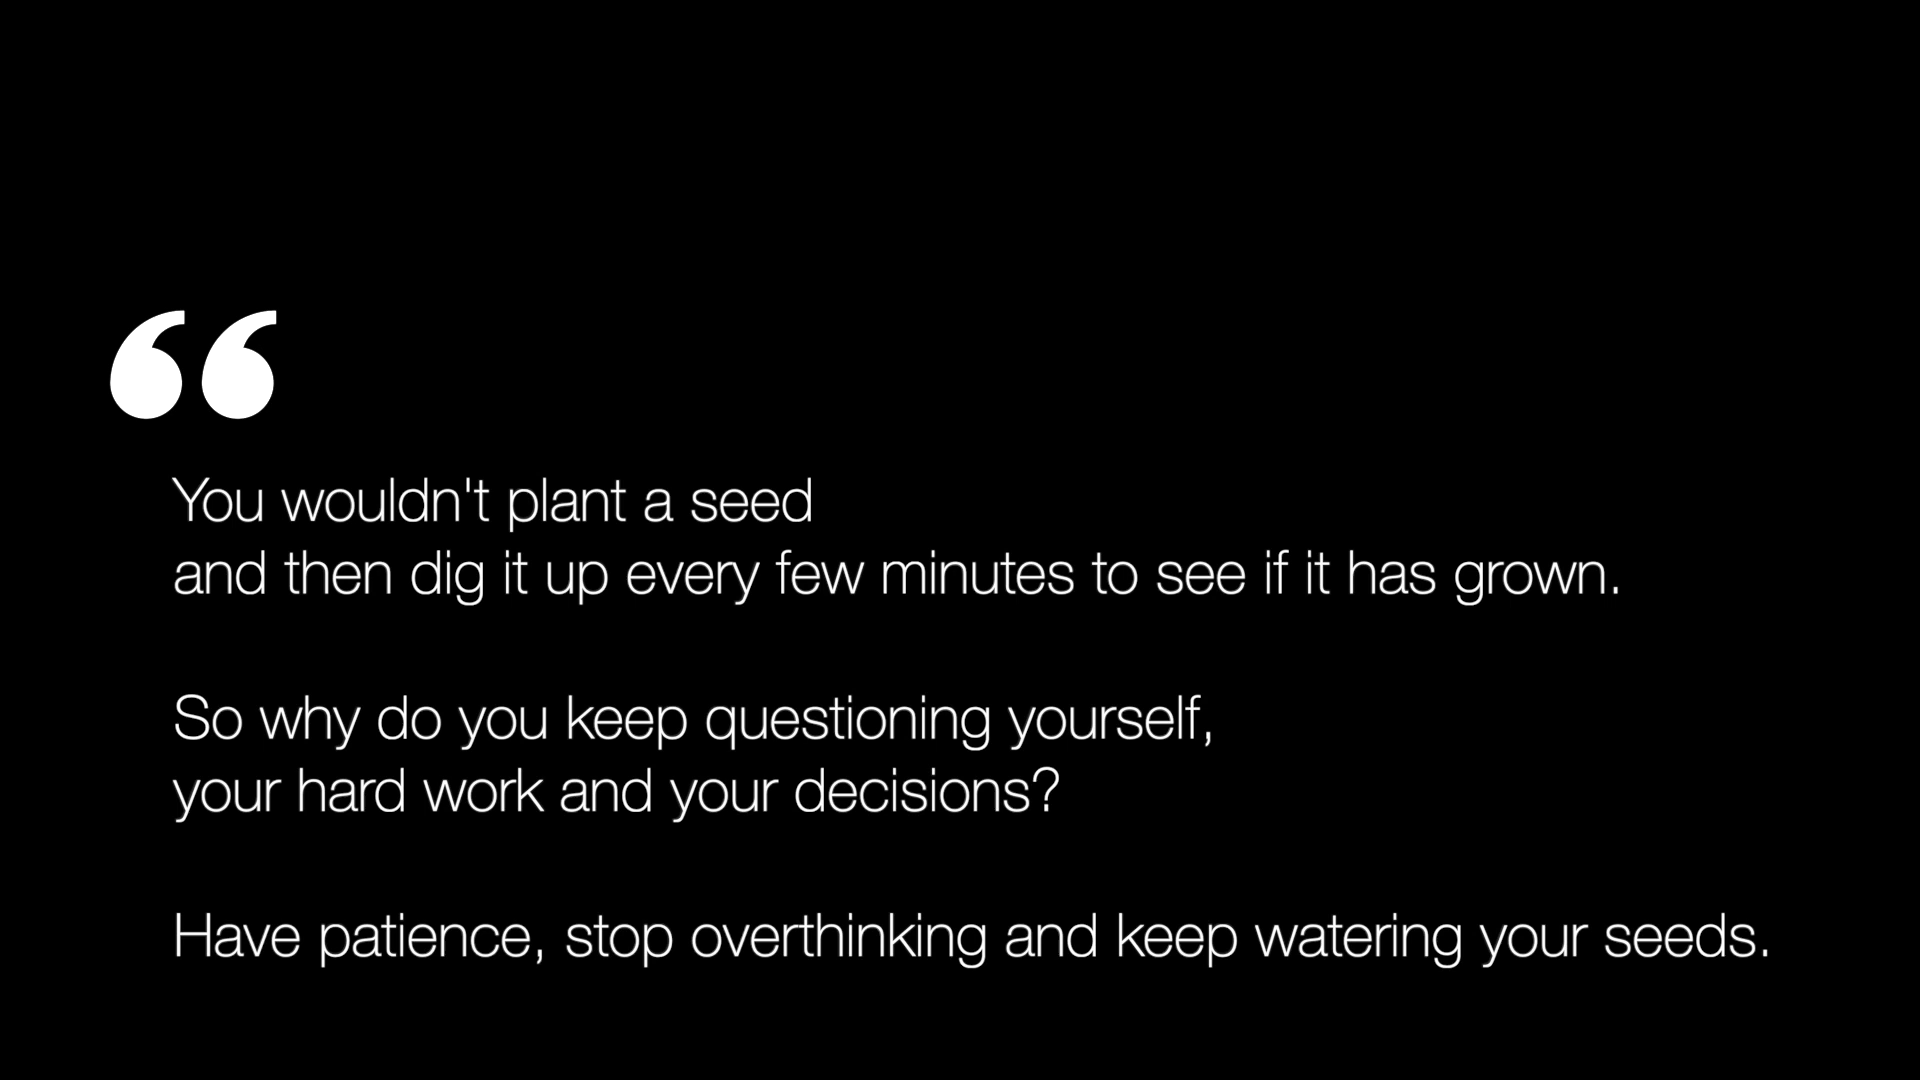 “
You wouldn't plant a seed
and then dig it up every few minutes to see if it has grown.
So why do you keep questioning yourself,
your hard work and your decisions?
Have patience, stop overthinking and keep watering your seeds.